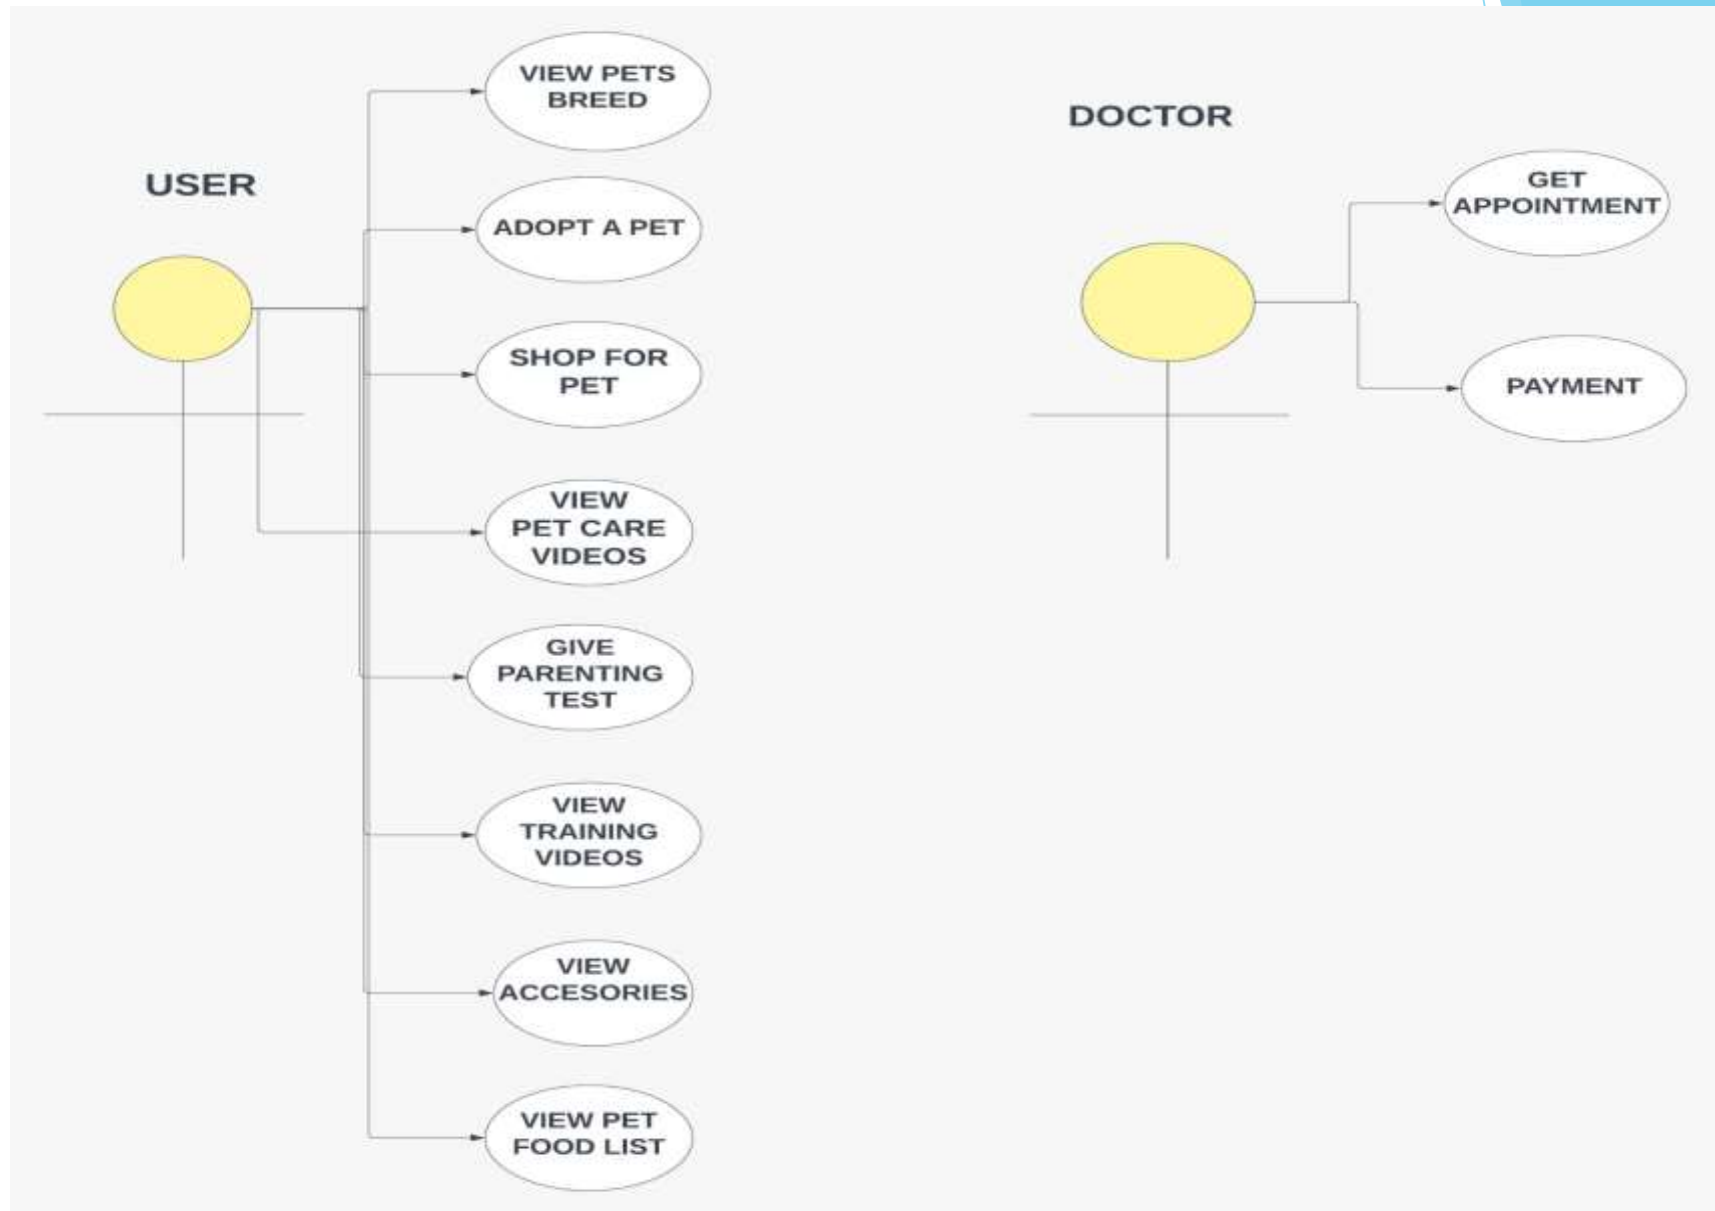 USER
VIEW PETS
BREED
ADOPT A PET
SHOP FOR
PET
VIEW
PET CARE
VIDEOS
GIVE
PARENTING
TEST
VIEW
TRAINING
VIDEOS
VIEW
ACCESORIES
VIEW PET
FOOD LIST
DOCTOR
GET
APPOINTMENT
PAYMENT